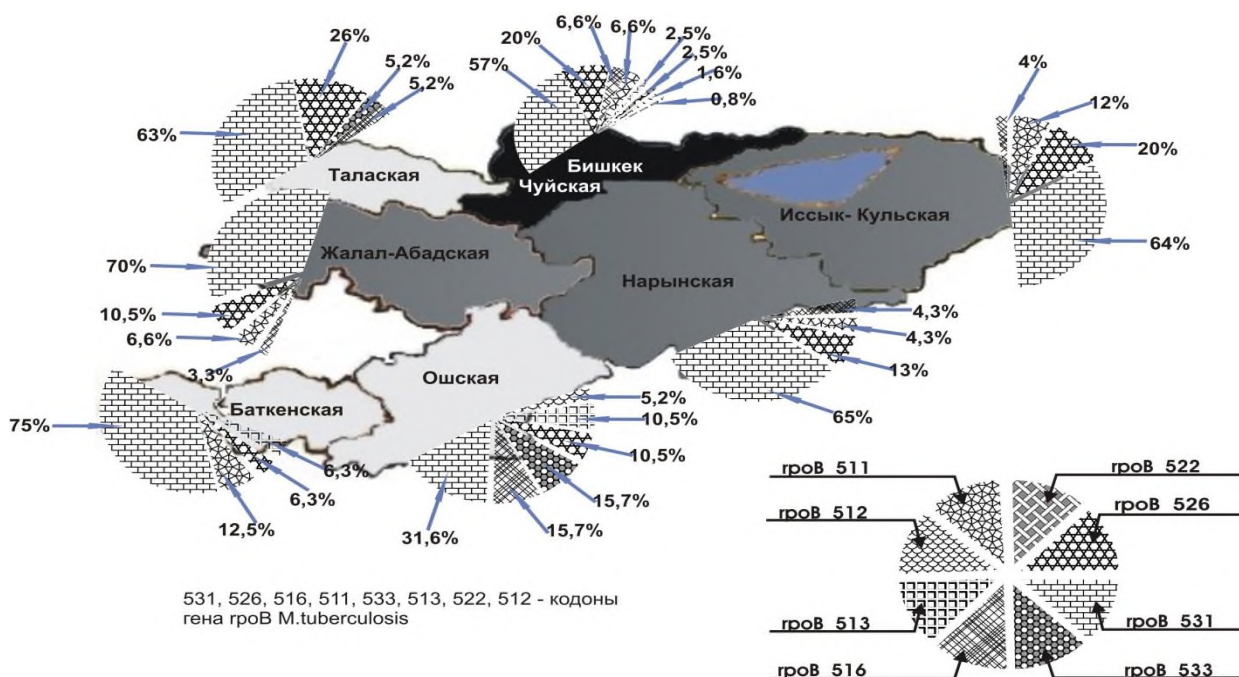 26%
5,2%
5,2%
63%
6,6%
6,6%
2,5%
2,5%
1,6%
0,8%
20%
57%
4%
12%
20%
64%
Бишкек
Чуйская
Талаская
Иссык- Кульская
Жалал-Абадская
Нарынская
70%
10,5%
6,6%
3,3%
4,3%
4,3%
13%
65%
Ошская
Баткенская
75%
6,3%
6,3%
12,5%
5,2%
10,5%
10,5%
15,7%
15,7%
31,6%
rpoB 511
rpoB 522
rpoB 512
rpoB 526
rpoB 513
rpoB 531
rpoB 516
rpoB 533
531, 526, 516, 511, 533, 513, 522, 512 - кодоны
гена rpoB M.tuberculosis